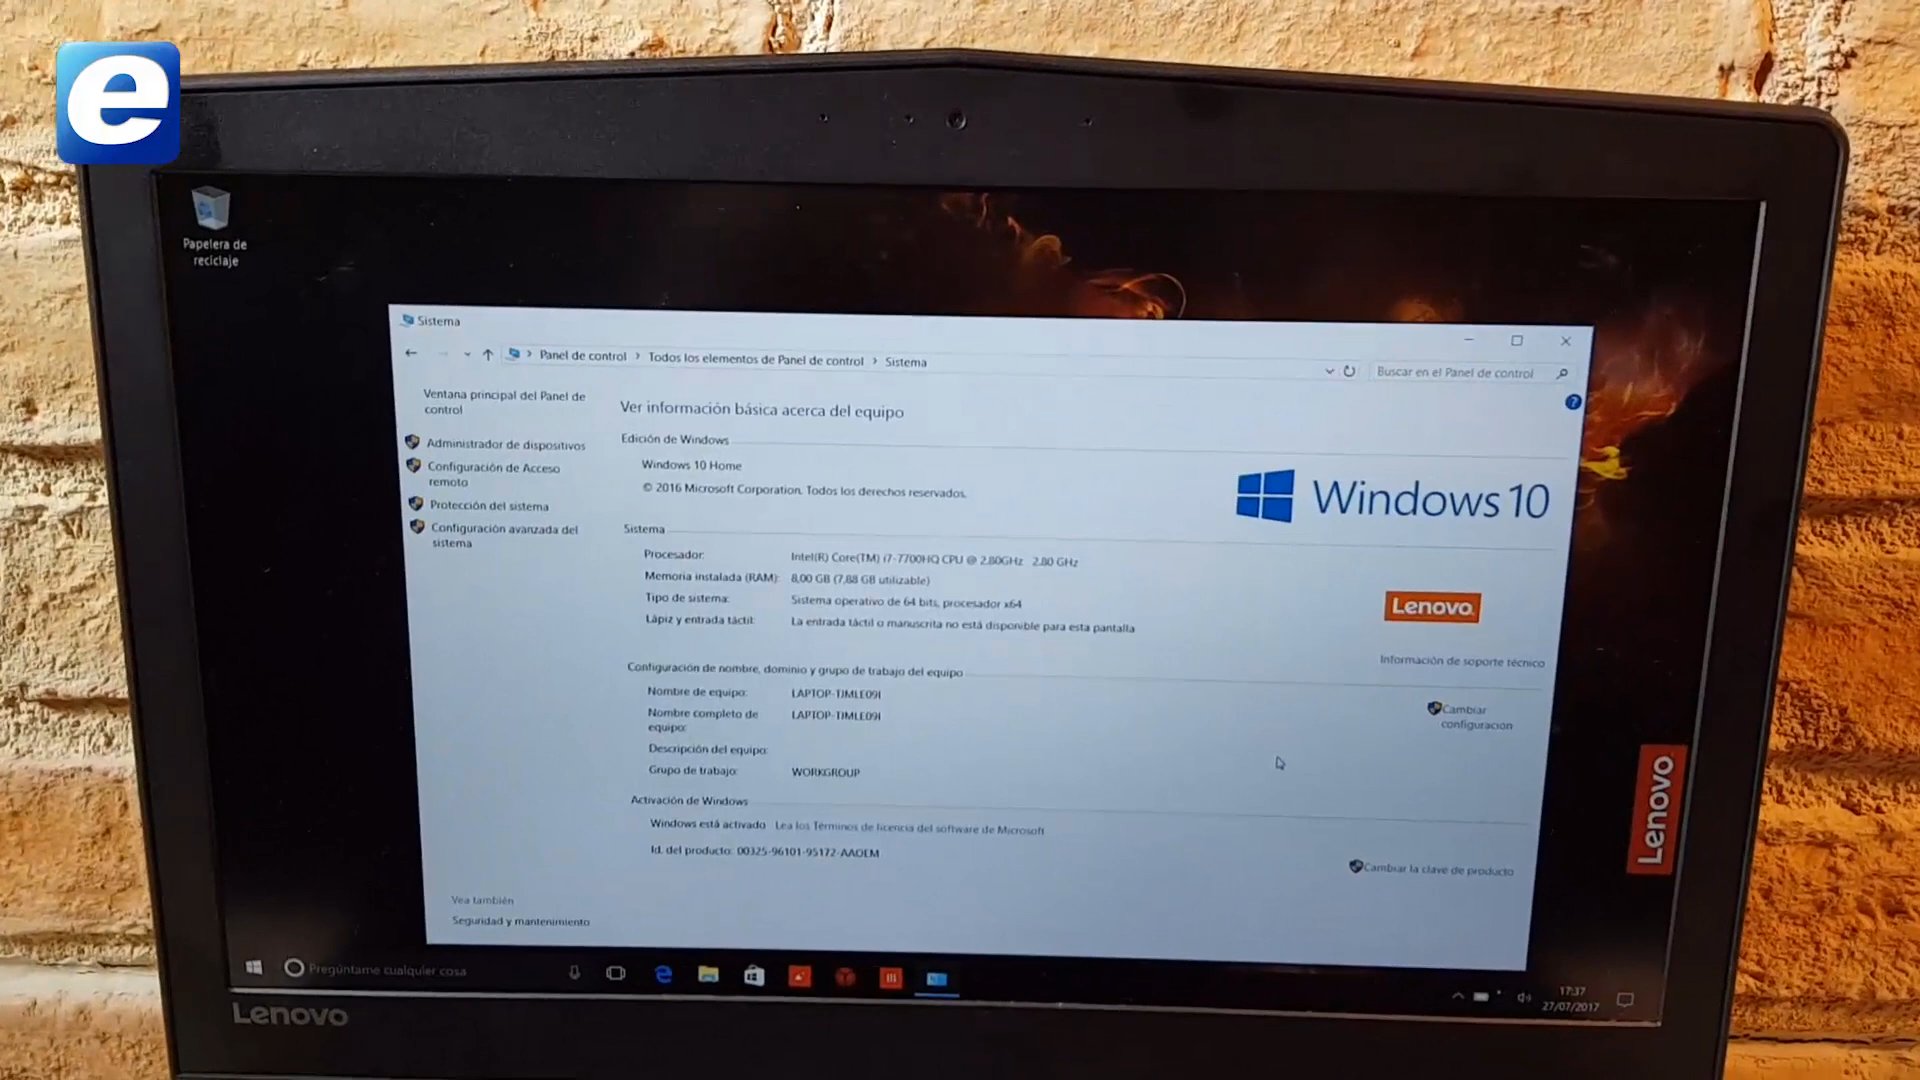 e
Papelera de
reciclaje
Sistema
Panel de control > Todos los elementos de Panel de control > Sistema
Buscar en el Panel de control
Ventana principal del Panel de
control
Administrador de dispositivos
Configuración de Acceso
remoto
Protección del sistema
Configuración avanzada del
sistema
Ver información básica acerca del equipo
Edición de Windows
Windows 10 Home
© 2016 Microsoft Corporation. Todos los derechos reservados.
Windows 10
Sistema
Procesador: Intel(R) Core(TM) i7-7700HQ CPU @ 2.80GHz 2.80 GHz
Memoria instalada (RAM): 8,00 GB (7,88 GB utilizable)
Tipo de sistema: Sistema operativo de 64 bits, procesador x64
Lápiz y entrada táctil: La entrada táctil o manuscrita no está disponible para esta pantalla
Lenovo
Información de soporte técnico
Configuración de nombre, dominio y grupo de trabajo del equipo
Nombre de equipo: LAPTOP-TJMLE09I
Nombre completo de LAPTOP-TJMLE09I
equipo:
Descripción del equipo:
Grupo de trabajo: WORKGROUP
Cambiar
configuración
Activación de Windows
Windows está activado Lea los Términos de licencia del software de Microsoft
Id. del producto: 00325-96101-95172-AAOEM
Cambiar la clave de producto
Vea también
Seguridad y mantenimiento
Lenovo
Pregúntame cualquier cosa
17:37
27/07/2017
Lenovo